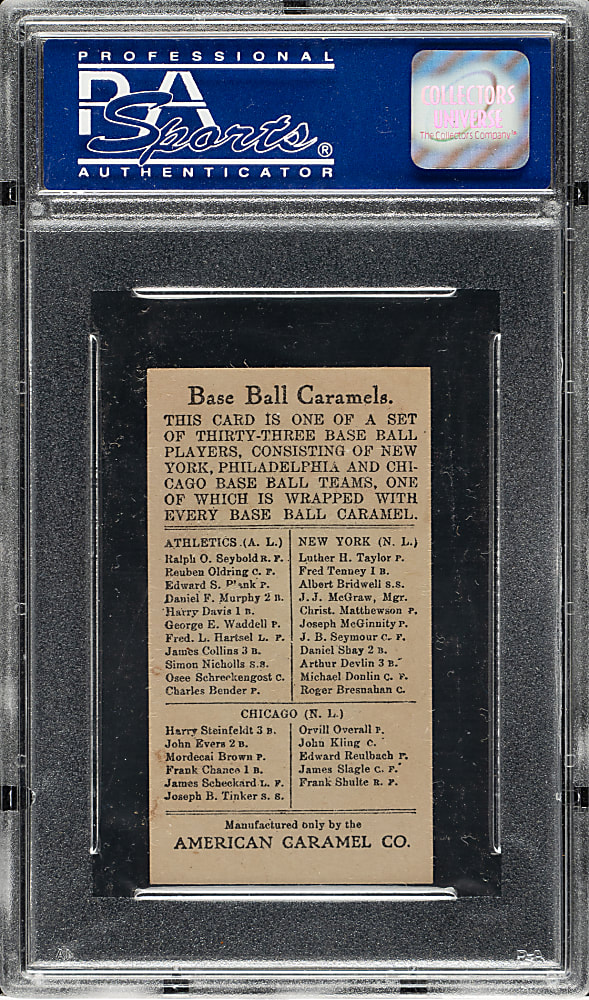 PROFESSIONAL
PSA
Sports®
AUTHENTICATOR
COLLECTORS
UNIVERSE
The Collectors Company™
Base Ball Caramels.
THIS CARD IS ONE OF A SET
OF THIRTY-THREE BASE BALL
PLAYERS, CONSISTING OF NEW
YORK, PHILADELPHIA AND CHI-
CAGO BASE BALL TEAMS, ONE
OF WHICH IS WRAPPED WITH
EVERY BASE BALL CARAMEL.
ATHLETICS (A. L.)
Ralph O. Seybold R. F.
Reuben Oldring C. F.
Edward S. Plank P.
Daniel F. Murphy 2 B.
Harry Davis 1 B.
George E. Waddell P.
Fred. L. Hartsel L. F.
James Collins 3 B.
Simon Nicholls S.S.
Osee Schreckengost C.
Charles Bender P.
NEW YORK (N. L.)
Luther H. Taylor P.
Fred Tenney 1 B.
Albert Bridwell S.S.
J. J. McGraw, Mgr.
Christ. Matthewson P.
Joseph McGinnity P.
J. B. Seymour C. F.
Daniel Shay 2 B.
Arthur Devlin 3 B.
Michael Donlin C. F.
Roger Bresnahan C.
CHICAGO (N. L.)
Harry Steinfeldt 3 B.
John Evers 2 B.
Mordecai Brown P.
Frank Chance 1 B.
James Scheckard L. F.
Joseph B. Tinker S. S.
Orvill Overall P.
John Kling C.
Edward Reulbach P.
James Slagle C. F.
Frank Shulte R. F.
Manufactured only by the
AMERICAN CARAMEL CO.